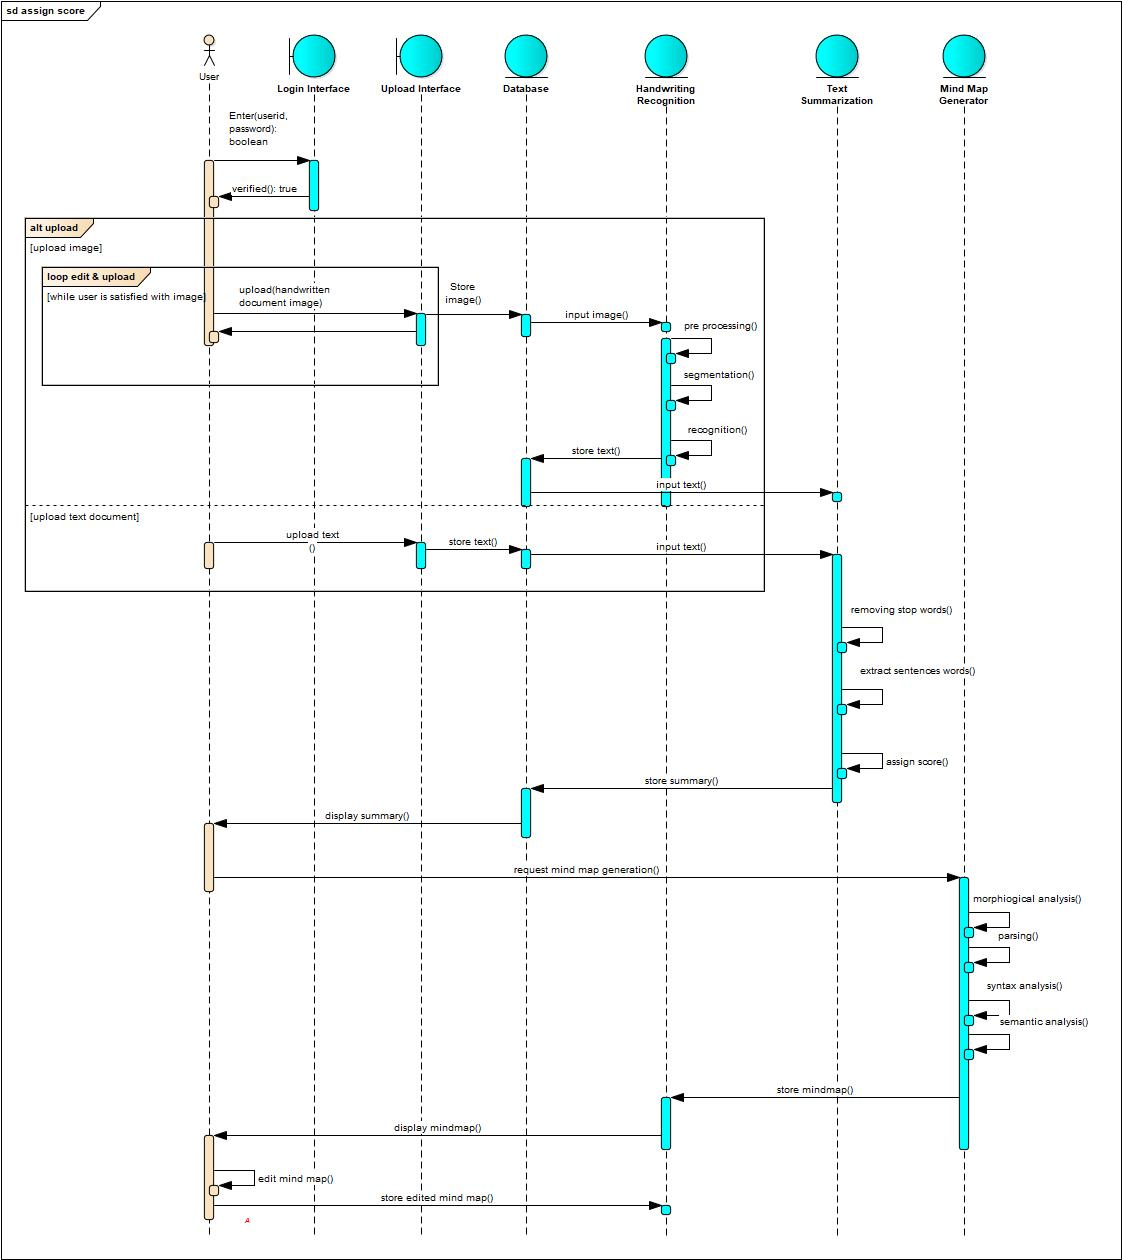 sd assign score
User
Login Interface
Upload Interface
Database
Handwriting
Recognition
Text
Summarization
Mind Map
Generator
Enter(userid,
password):
boolean
verified(): true
alt upload
[upload image]
loop edit & upload
[while user is satisfied with image]
upload(handwritten
document image)
Store
image()
input image()
pre processing()
segmentation()
recognition()
store text()
input text()
[upload text document]
upload text
()
store text()
input text()
removing stop words()
extract sentences words()
assign score()
store summary()
display summary()
request mind map generation()
morphiogical analysis()
parsing()
syntax analysis()
semantic analysis()
store mindmap()
display mindmap()
edit mind map()
store edited mind map()
A